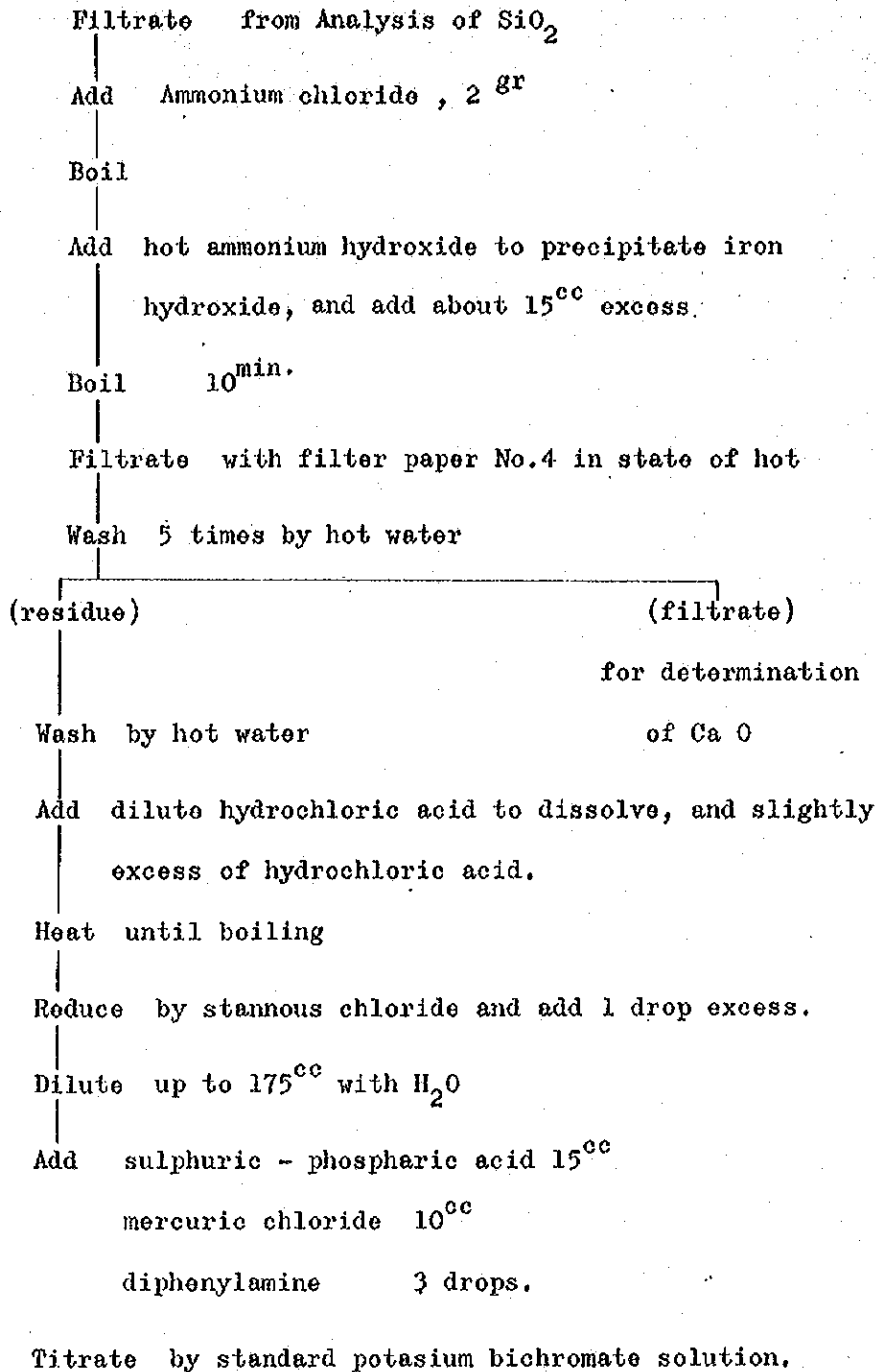 Filtrate from Analysis of SiO2
Add Ammonium chloride , 2 gr
Boil
Add hot ammonium hydroxide to precipitate iron
hydroxide, and add about 15cc excess.
Boil 10min.
Filtrate with filter paper No.4 in state of hot
Wash 5 times by hot water
(residue) (filtrate)
for determination
Wash by hot water of Ca O
Add dilute hydrochloric acid to dissolve, and slightly
excess of hydrochloric acid.
Heat until boiling
Reduce by stannous chloride and add 1 drop excess.
Dilute up to 175cc with H2O
Add sulphuric - phospharic acid 15cc
mercuric chloride 10cc
diphenylamine 3 drops.
Titrate by standard potasium bichromate solution.